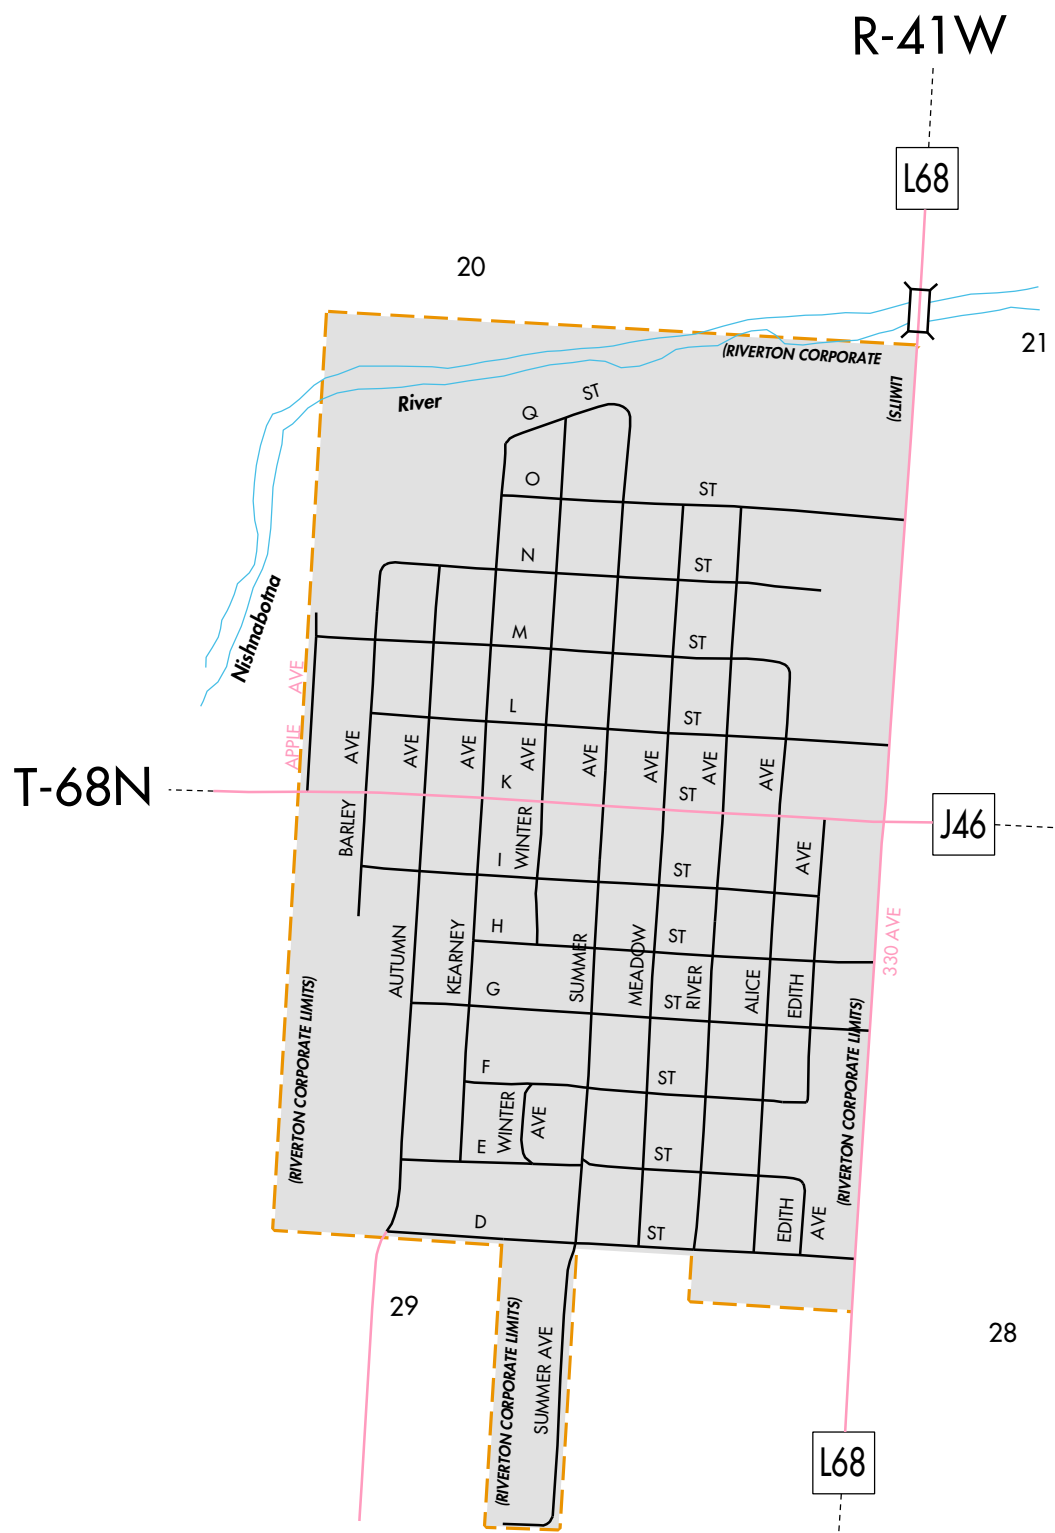 R-41W
L68
20
21
(RIVERTON CORPORATE
LIMITS)
River
Q ST
O ST
N ST
Nishnabotna
M ST
APPLE AVE
L ST
AVE
AVE
AVE
AVE
AVE
AVE
AVE
AVE
T-68N
K ST
J46
BARLEY
WINTER
AVE
I ST
H ST
330 AVE
AUTUMN
KEARNEY
SUMMER
MEADOW
RIVER
ALICE
EDITH
G ST
(RIVERTON CORPORATE LIMITS)
(RIVERTON CORPORATE LIMITS)
F ST
WINTER AVE
E ST
D ST
EDITH AVE
29
28
(RIVERTON CORPORATE LIMITS)
SUMMER AVE
L68